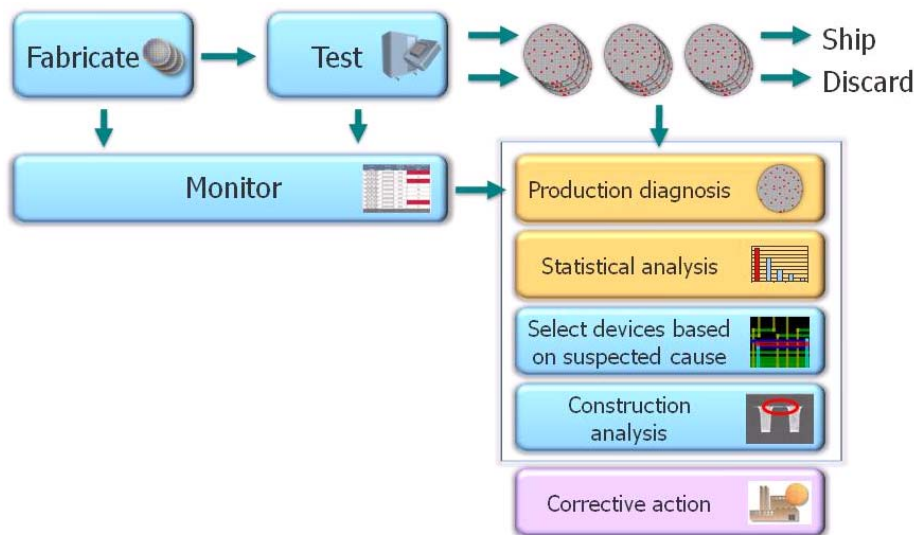 Fabricate
Test
Ship
Discard
Monitor
Production diagnosis
Statistical analysis
Select devices based
on suspected cause
Construction
analysis
Corrective action